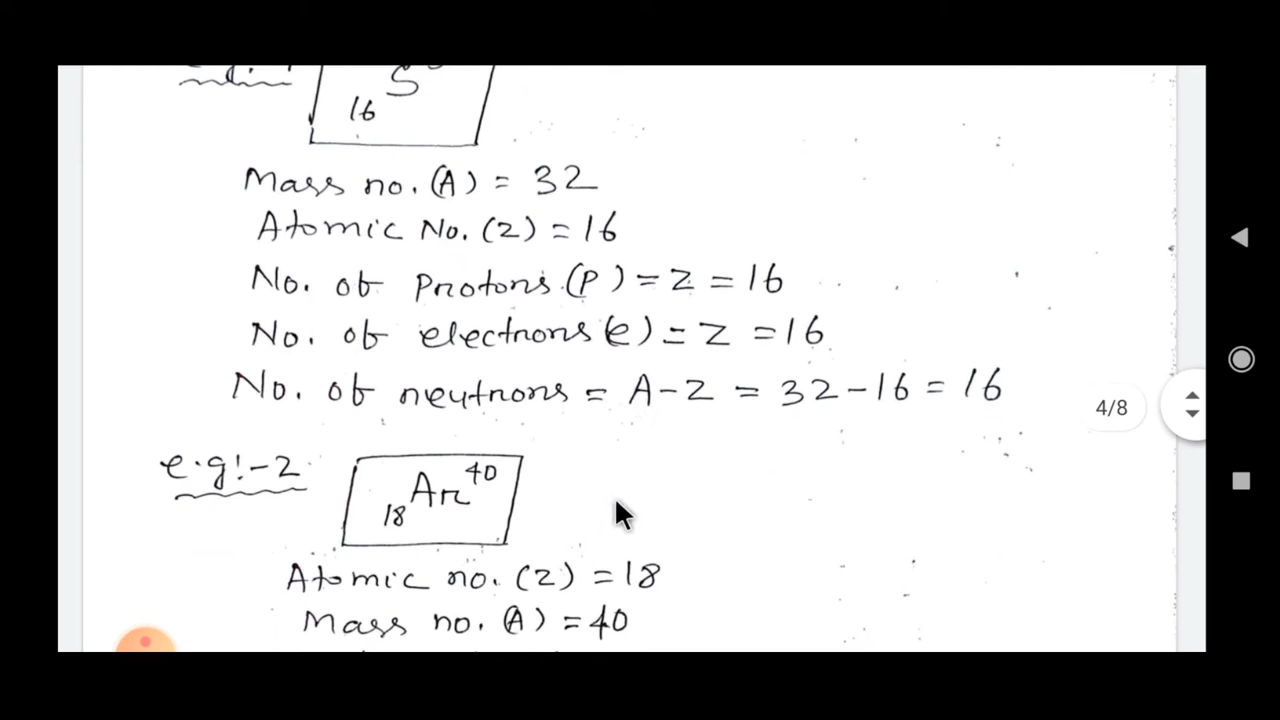 S
16
Mass no. (A) = 32
Atomic No. (Z) = 16
No. of Protons (P) = Z = 16
No. of electrons (e) = Z = 16
No. of neutrons = A-Z = 32-16 = 16
4/8
e.g:-2
18 Ar 40
Atomic no. (Z) = 18
Mass no. (A) = 40